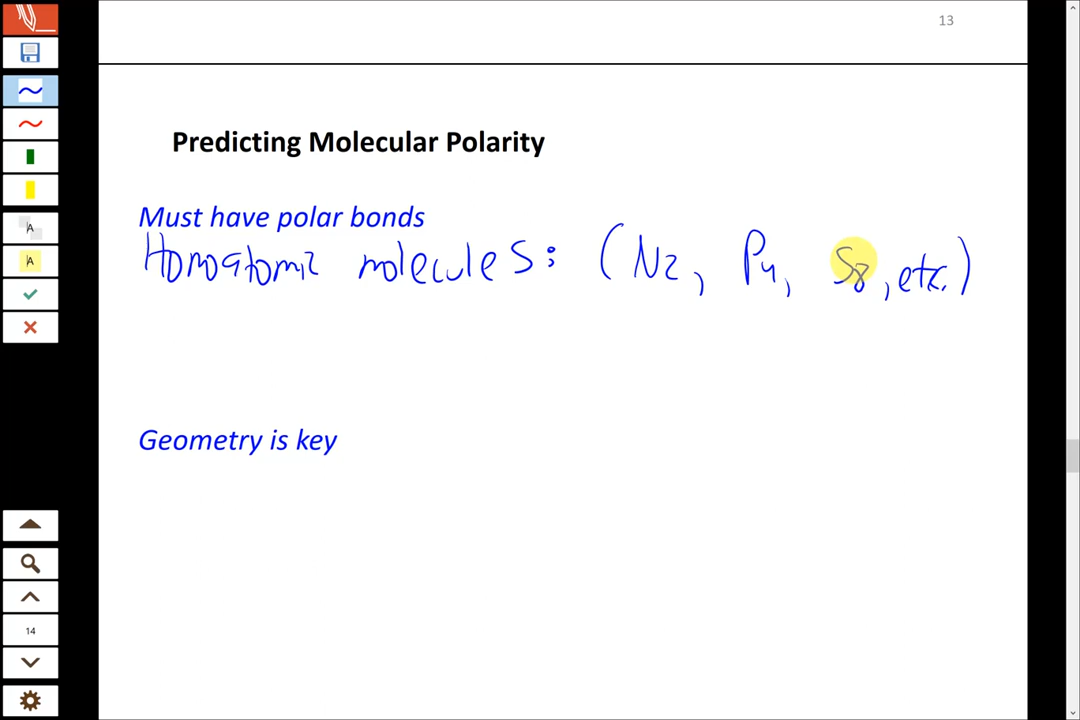 13
Predicting Molecular Polarity
Must have polar bonds
Homoatomic molecules: (N2, P4, S8, etc.)
Geometry is key
A
A
14